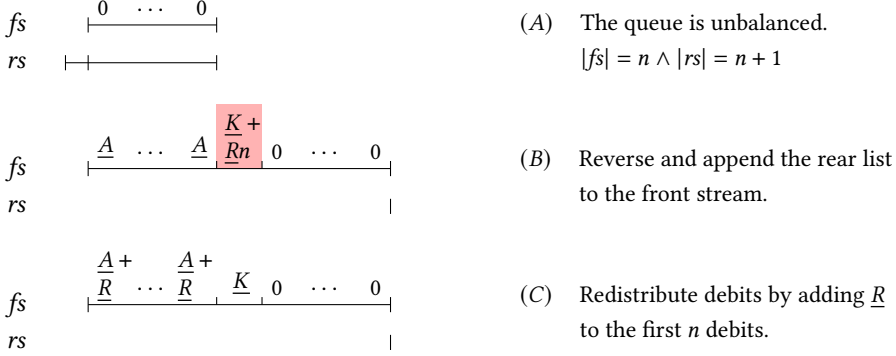 fs 0 ··· 0
rs
(A) The queue is unbalanced.
|fs| = n ∧ |rs| = n + 1
K +
fs A ··· A Rn 0 ··· 0
rs
(B) Reverse and append the rear list
to the front stream.
A + A +
fs R ··· R K 0 ··· 0
rs
(C) Redistribute debits by adding R
to the first n debits.